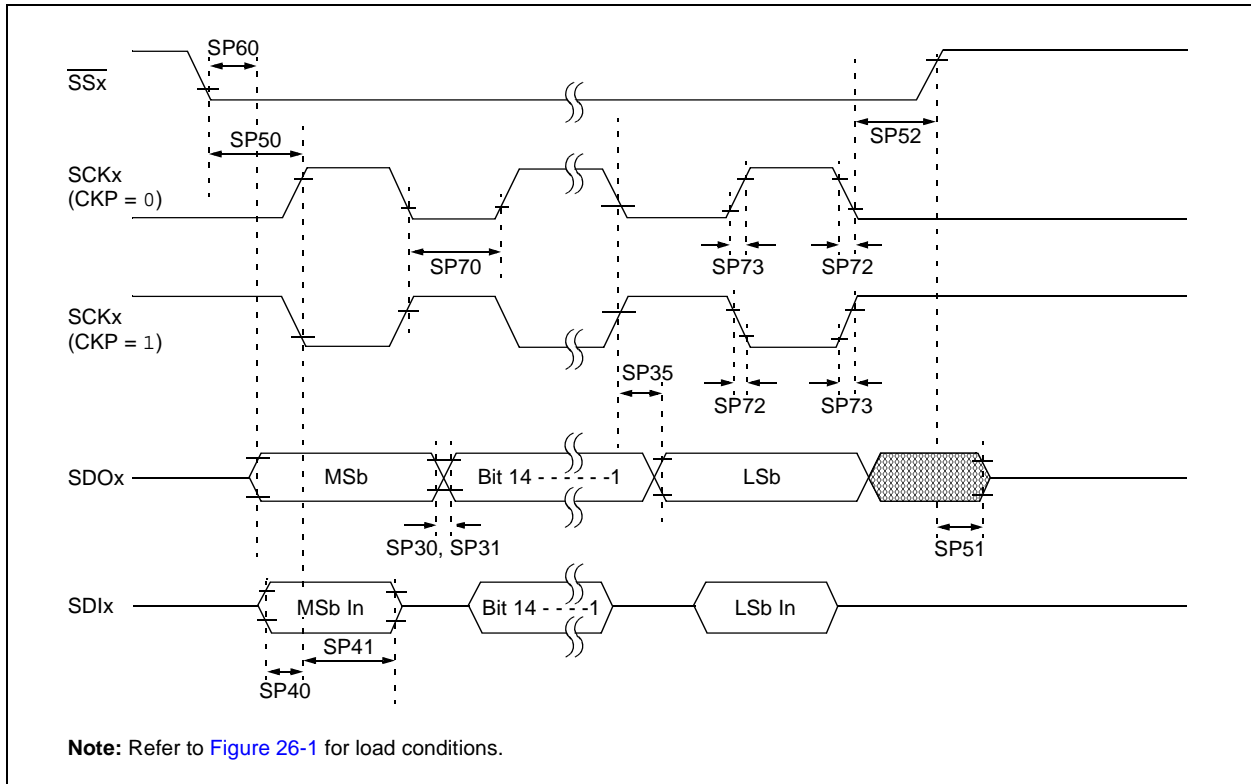 SP60
SSx
SP50
SP52
SCKx
(CKP = 0)
SP70
SP73
SP72
SCKx
(CKP = 1)
SP35
SP72
SP73
SDOx
MSb
Bit 14 - - - - - -1
LSb
SP30, SP31
SP51
SDIx
MSb In
Bit 14 - - - -1
LSb In
SP41
SP40
Note: Refer to Figure 26-1 for load conditions.